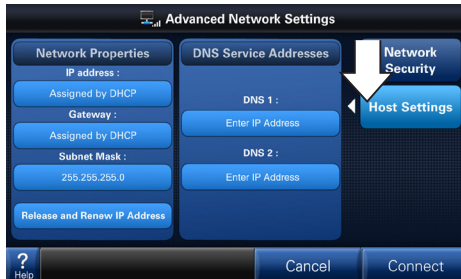 Advanced Network Settings
Network Properties
IP address :
Assigned by DHCP
Gateway :
Assigned by DHCP
Subnet Mask :
255.255.255.0
Release and Renew IP Address
DNS Service Addresses
DNS 1 :
Enter IP Address
DNS 2 :
Enter IP Address
Network
Security
Host Settings
?
Help
Cancel
Connect